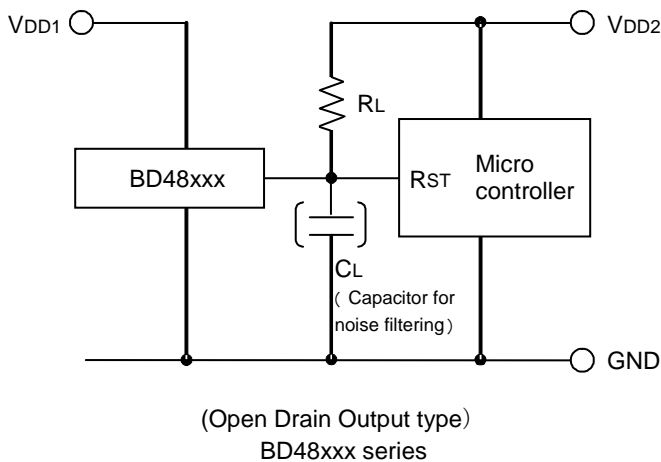 VDD1
VDD2
RL
BD48xxx
RST
Micro
controller
CL
（ Capacitor for
noise filtering）
GND
(Open Drain Output type）
BD48xxx series